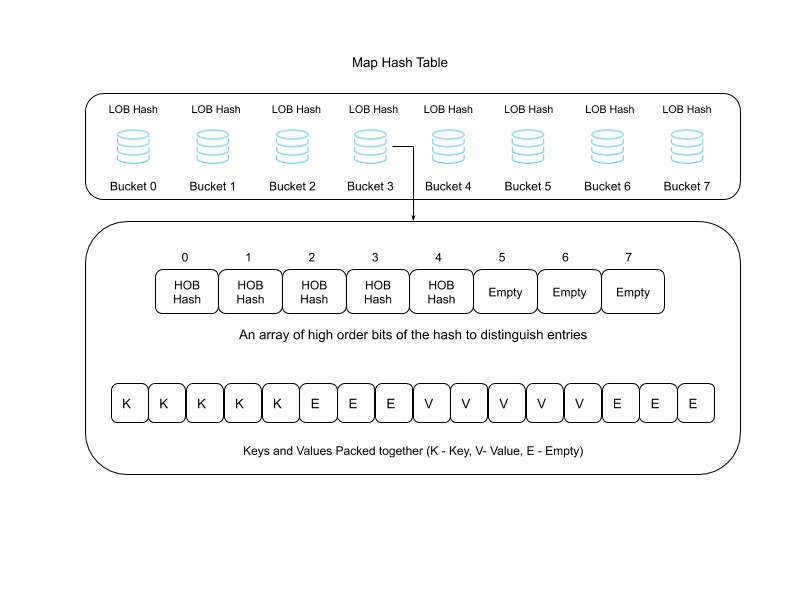 Map Hash Table
LOB Hash LOB Hash LOB Hash LOB Hash LOB Hash LOB Hash LOB Hash LOB Hash
Bucket 0 Bucket 1 Bucket 2 Bucket 3 Bucket 4 Bucket 5 Bucket 6 Bucket 7
0 1 2 3 4 5 6 7
HOB HOB HOB HOB HOB
Hash Hash Hash Hash Hash Empty Empty Empty
An array of high order bits of the hash to distinguish entries
K K K K K E E E V V V V V E E E
Keys and Values Packed together (K - Key, V- Value, E - Empty)